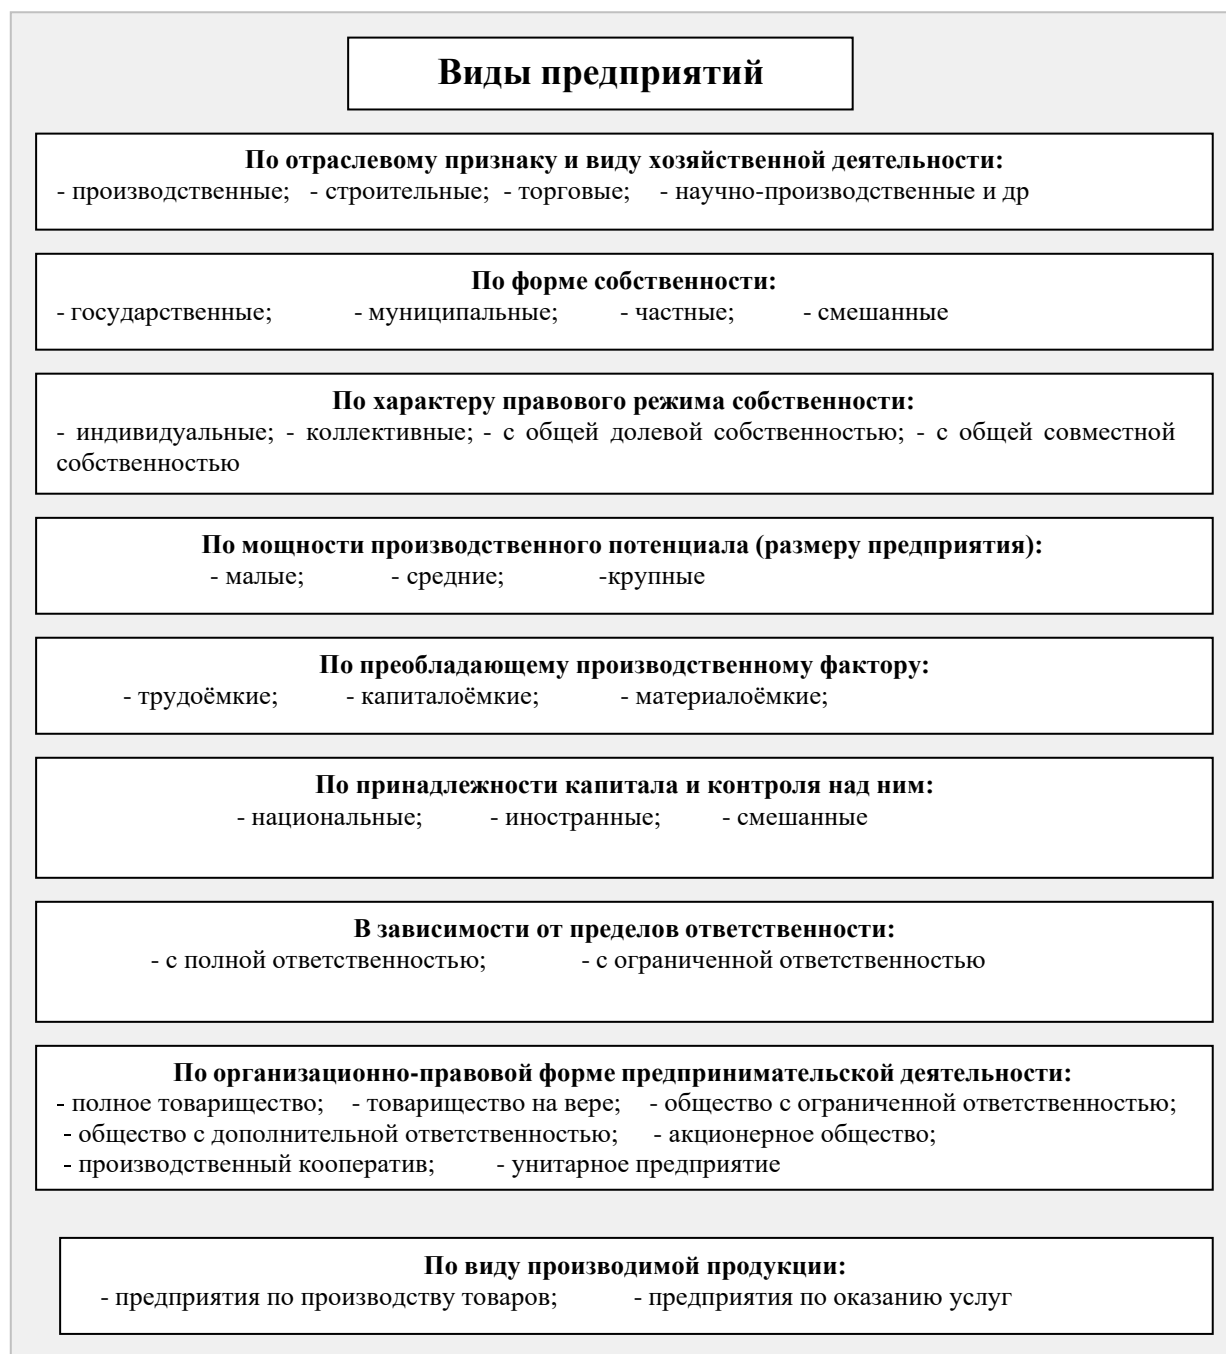 Виды предприятий
По отраслевому признаку и виду хозяйственной деятельности:
- производственные; - строительные; - торговые; - научно-производственные и др
По форме собственности:
- государственные; - муниципальные; - частные; - смешанные
По характеру правового режима собственности:
- индивидуальные; - коллективные; - с общей долевой собственностью; - с общей совместной
собственностью
По мощности производственного потенциала (размеру предприятия):
- малые; - средние; -крупные
По преобладающему производственному фактору:
- трудоёмкие; - капиталоёмкие; - материалоёмкие;
По принадлежности капитала и контроля над ним:
- национальные; - иностранные; - смешанные
В зависимости от пределов ответственности:
- с полной ответственностью; - с ограниченной ответственностью
По организационно-правовой форме предпринимательской деятельности:
- полное товарищество; - товарищество на вере; - общество с ограниченной ответственностью;
- общество с дополнительной ответственностью; - акционерное общество;
- производственный кооператив; - унитарное предприятие
По виду производимой продукции:
- предприятия по производству товаров; - предприятия по оказанию услуг